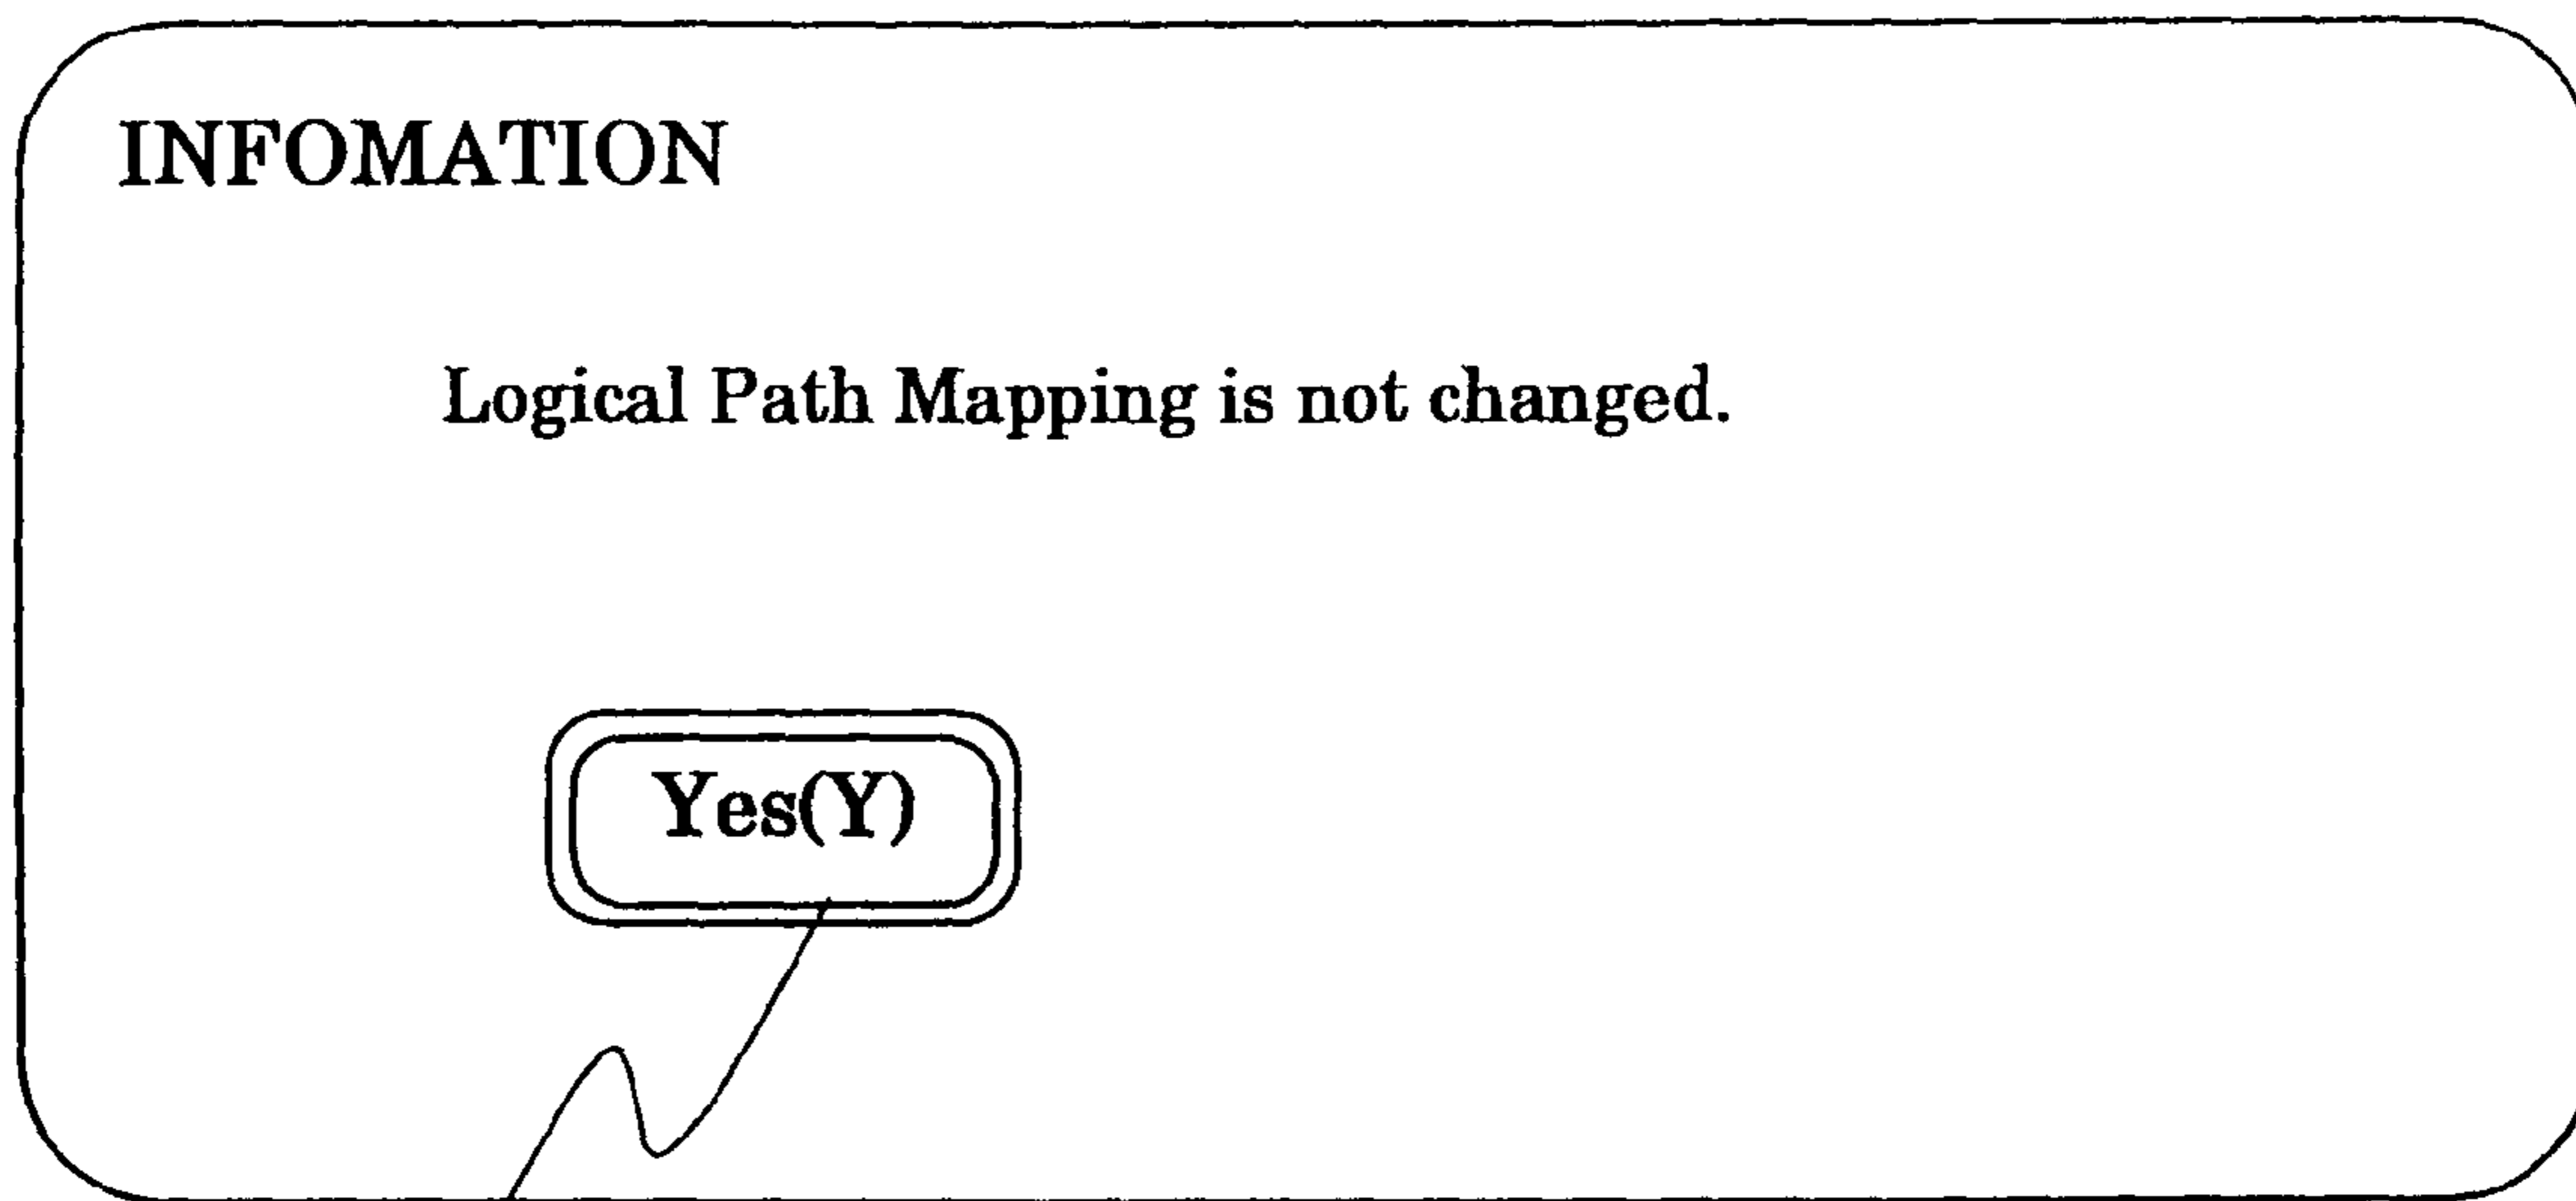 INFOMATION
Logical Path Mapping is not changed.
Yes(Y)